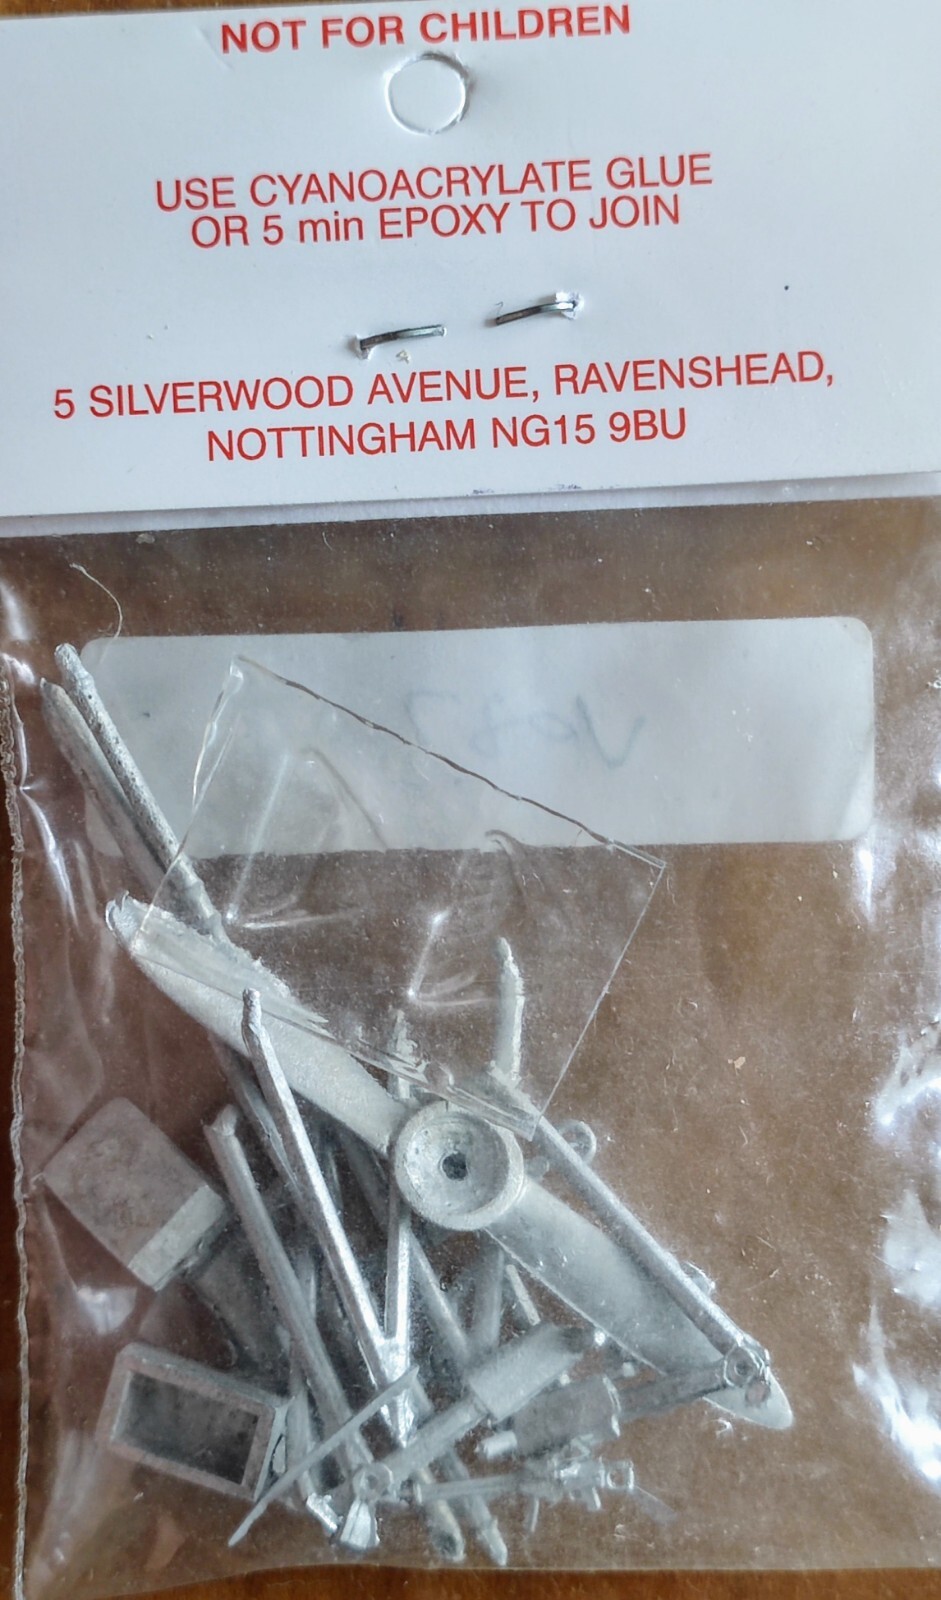 NOT FOR CHILDREN
USE CYANOACRYLATE GLUE
OR 5 min EPOXY TO JOIN
5 SILVERWOOD AVENUE, RAVENSHEAD,
NOTTINGHAM NG15 9BU